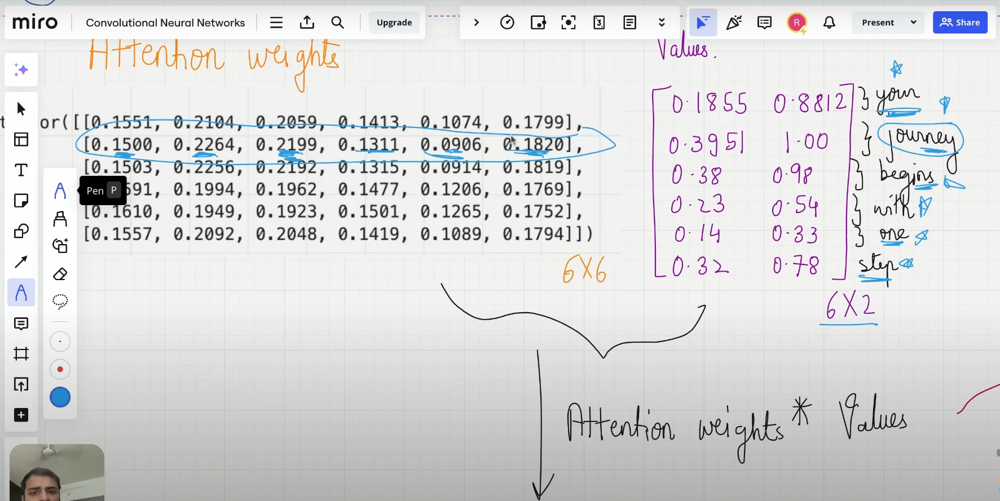 miro Convolutional Neural Networks Upgrade 3 R Present Share
Attention weights
or([[0.1551, 0.2104, 0.2059, 0.1413, 0.1074, 0.1799],
[0.1500, 0.2264, 0.2199, 0.1311, 0.0906, 0.1820],
[0.1503, 0.2256, 0.2192, 0.1315, 0.0914, 0.1819],
591, 0.1994, 0.1962, 0.1477, 0.1206, 0.1769],
[0.1610, 0.1949, 0.1923, 0.1501, 0.1265, 0.1752],
[0.1557, 0.2092, 0.2048, 0.1419, 0.1089, 0.1794]])
6X6
Pen P
Values.
0.1855 0.8812 } your
0.3951 1.00 } journey
0.38 0.98 } begins
0.23 0.54 } with
0.14 0.33 } one
0.32 0.78 step
6X2
Attention weights * Values